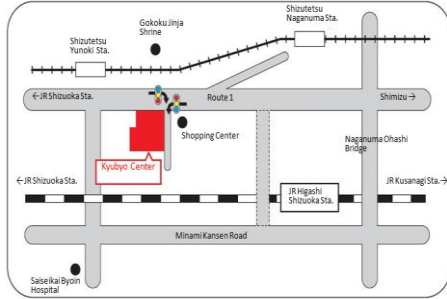 Shizutetsu
Naganuma Sta.
Gokoku Jinja
Shrine
Shizutetsu
Yunoki Sta.
←JR Shizuoka Sta.
Route 1
Shimizu→
Shopping Center
Naganuma Ohashi
Bridge
Kyubyo Center
←JR Shizuoka Sta.
JR Higashi
Shizuoka Sta.
JR Kusanagi Sta.→
Minami Kansen Road
Saiseikai Byoin
Hospital